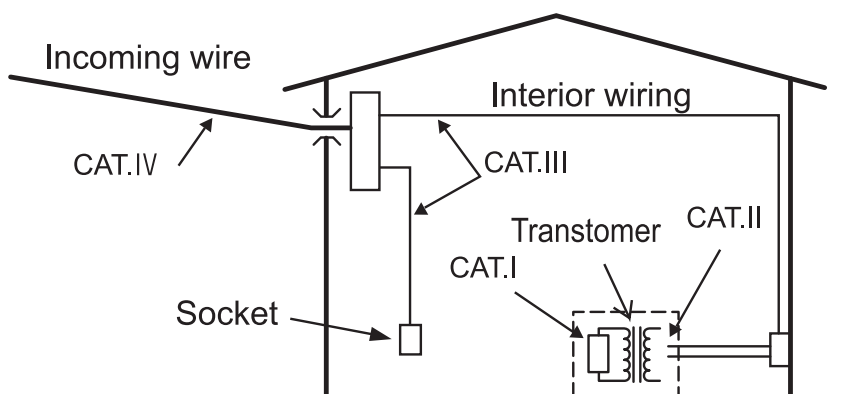 Incoming wire
Interior wiring
CAT.IV
CAT.III
Transtomer
CAT.II
CAT.I
Socket